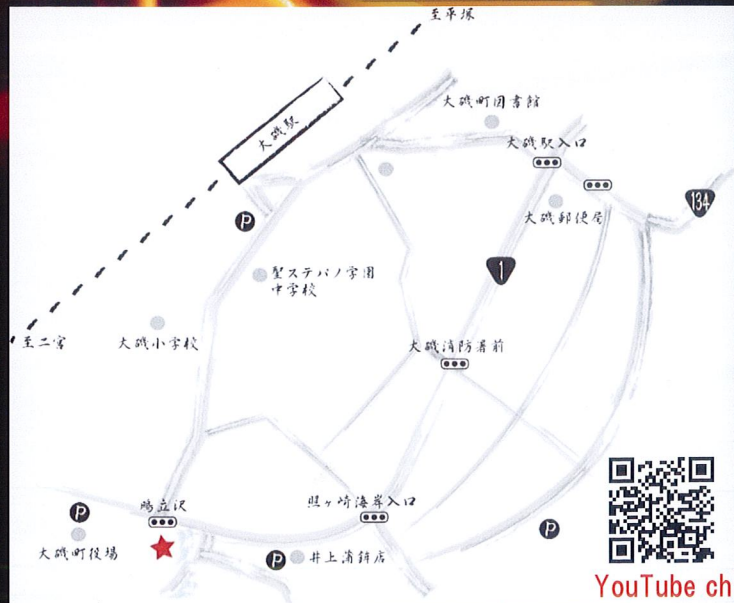 至平塚
大磯駅
大磯町図書館
大磯駅入口
134
P
大磯郵便局
聖ステパノ学園
中学校
1
至二宮
大磯小学校
大磯消防署前
鴫立沢
照ヶ崎海岸入口
P
大磯町役場
P
井上蒲鉾店
P
YouTube ch